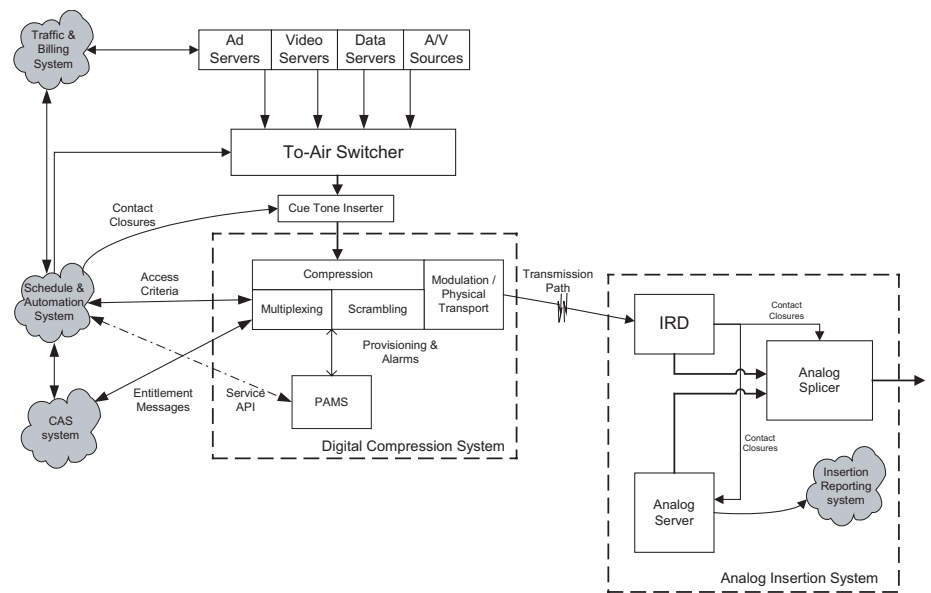 Traffic &
Billing
System
Ad
Servers
Video
Servers
Data
Servers
A/V
Sources
To-Air Switcher
Cue Tone Inserter
Contact
Closures
Schedule &
Automation
System
Access
Criteria
Compression
Multiplexing
Scrambling
Modulation /
Physical
Transport
Transmission
Path
Provisioning &
Alarms
Entitlement
Messages
Service
API
PAMS
CAS
system
Digital Compression System
IRD
Contact
Closures
Analog
Splicer
Contact
Closures
Analog
Server
Insertion
Reporting
system
Analog Insertion System